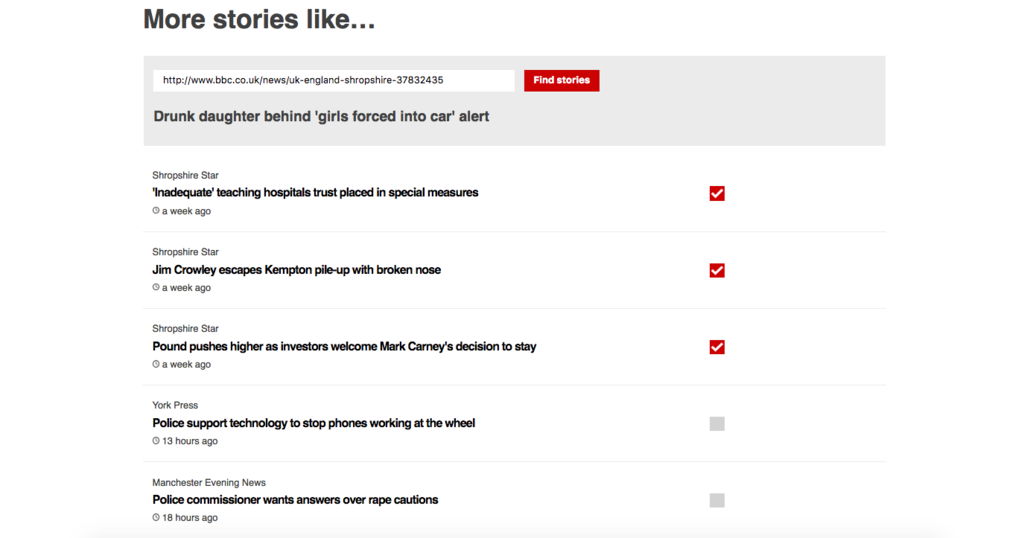 More stories like…
http://www.bbc.co.uk/news/uk-england-shropshire-37832435
Find stories
Drunk daughter behind 'girls forced into car' alert
Shropshire Star
'Inadequate' teaching hospitals trust placed in special measures
a week ago
Shropshire Star
Jim Crowley escapes Kempton pile-up with broken nose
a week ago
Shropshire Star
Pound pushes higher as investors welcome Mark Carney's decision to stay
a week ago
York Press
Police support technology to stop phones working at the wheel
13 hours ago
Manchester Evening News
Police commissioner wants answers over rape cautions
18 hours ago